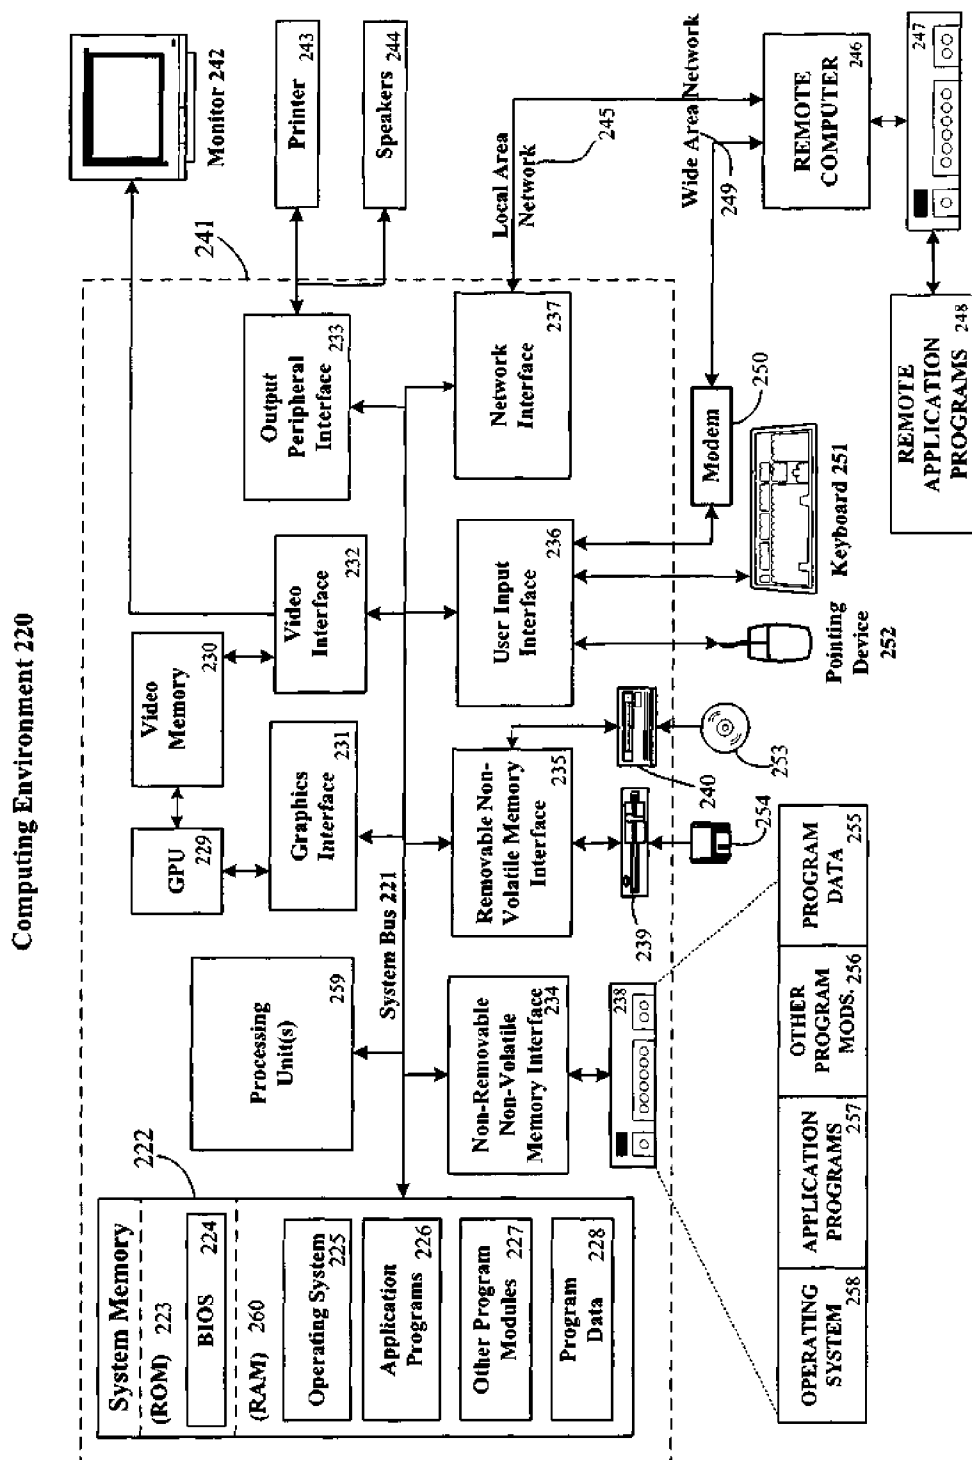 Computing Environment 220
System Memory
222
(ROM) 223
BIOS
224
(RAM) 260
Operating System
225
Application
Programs
226
Other Program
Modules
227
Program
Data
228
Processing
Unit(s)
259
System Bus 221
GPU
229
Video
Memory
230
Graphics
Interface
231
Video
Interface
232
Output
Peripheral
Interface
233
Non-Removable
Non-Volatile
Memory Interface
234
Removable Non-
Volatile Memory
Interface
235
User Input
Interface
236
Network
Interface
237
241
Monitor 242
Printer
243
Speakers
244
Local Area
Network
245
Wide Area Network
249
REMOTE
COMPUTER
246
247
REMOTE
APPLICATION
PROGRAMS
248
Modem
250
Keyboard 251
Pointing
Device
252
238
239
240
254
253
OPERATING
SYSTEM
258
APPLICATION
PROGRAMS
257
OTHER
PROGRAM
MODS.
256
PROGRAM
DATA
255